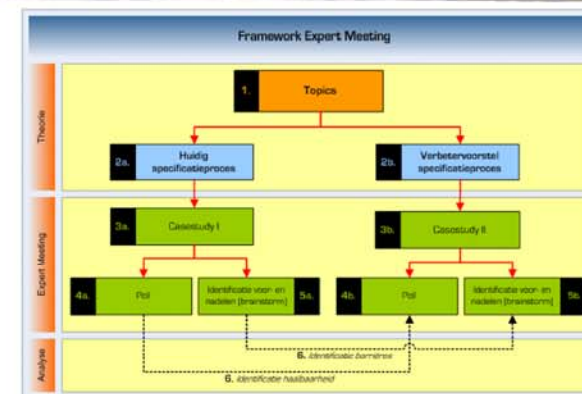 Framework Expert Meeting
Theorie
1. Topics
2a. Huidig
specificatieproces
2b. Verbetervoorstel
specificatieproces
Expert Meeting
3a. Casestudy I
3b. Casestudy II
4a. Poll
Identificatie voor- en
nadelen (brainstorm) 5a.
4b. Poll
Identificatie voor- en
nadelen (brainstorm) 5b.
Analyse
6. Identificatie barrières
6. Identificatie haalbaarheid